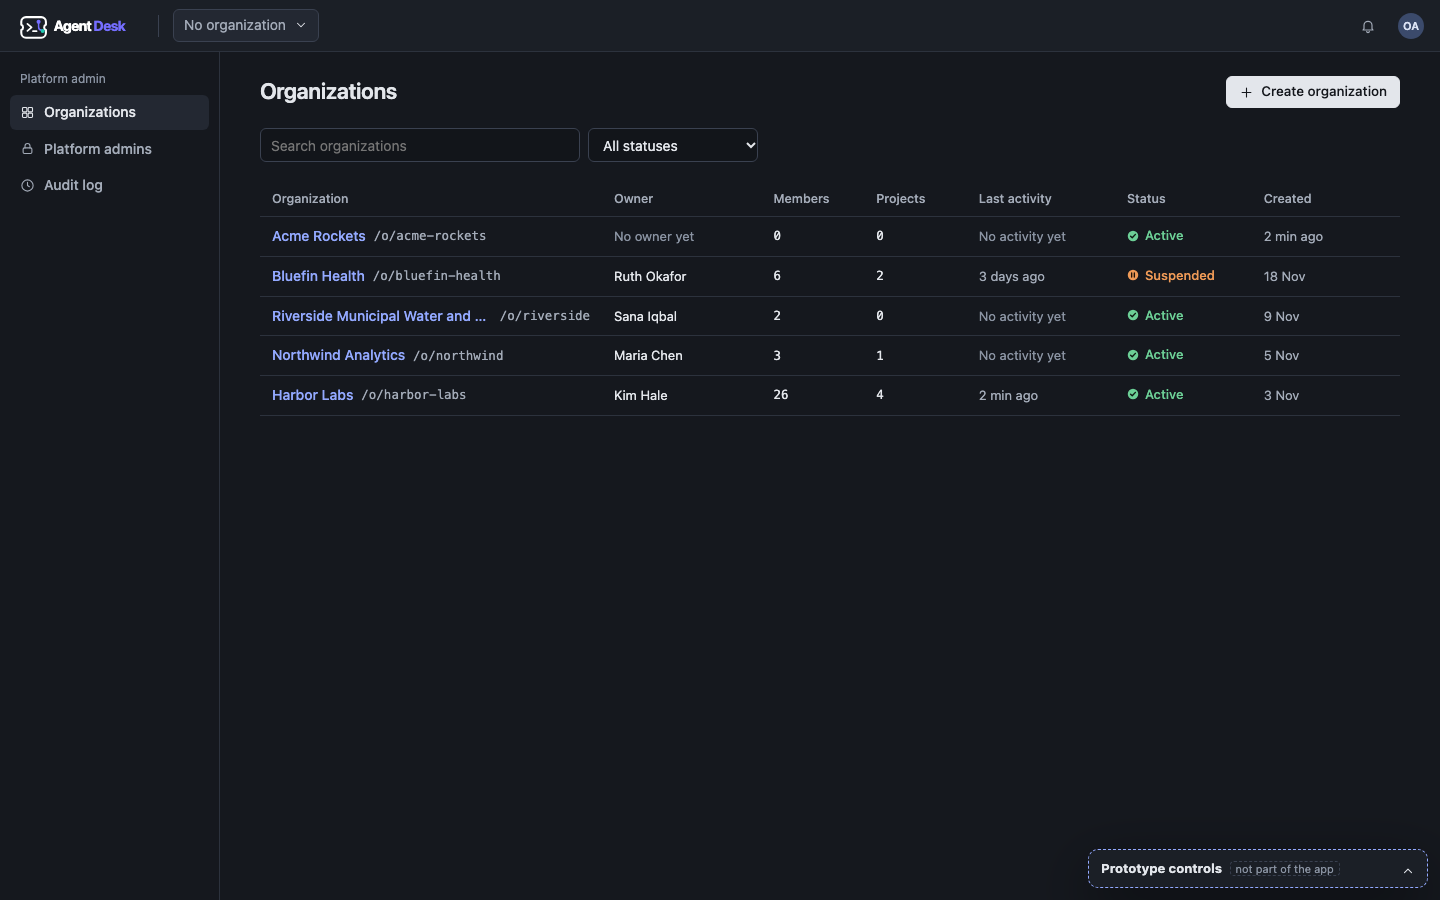 AgentDesk
No organization
OA
Platform admin
Organizations
Platform admins
Audit log
Organizations
Create organization
Search organizations
All statuses
Organization Owner Members Projects Last activity Status Created
Acme Rockets /o/acme-rockets No owner yet 0 0 No activity yet Active 2 min ago
Bluefin Health /o/bluefin-health Ruth Okafor 6 2 3 days ago Suspended 18 Nov
Riverside Municipal Water and ... /o/riverside Sana Iqbal 2 0 No activity yet Active 9 Nov
Northwind Analytics /o/northwind Maria Chen 3 1 No activity yet Active 5 Nov
Harbor Labs /o/harbor-labs Kim Hale 26 4 2 min ago Active 3 Nov
Prototype controls not part of the app